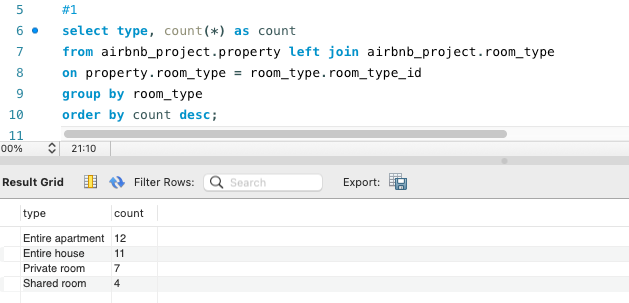 5 #1
6 select type, count(*) as count
7 from airbnb_project.property left join airbnb_project.room_type
8 on property.room_type = room_type.room_type_id
9 group by room_type
10 order by count desc;
11
00% 21:10
Result Grid Filter Rows: Search Export:
type count
Entire apartment 12
Entire house 11
Private room 7
Shared room 4